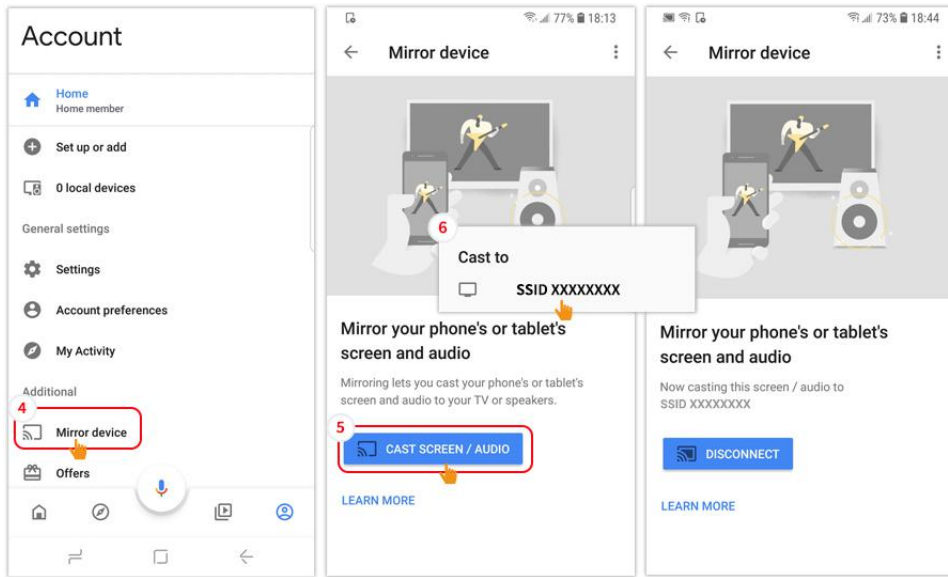 Account
Home
Home member
Set up or add
0 local devices
General settings
Settings
Account preferences
My Activity
Additional
4
Mirror device
Offers
77% 18:13
Mirror device
6
Cast to
SSID XXXXXXXX
Mirror your phone's or tablet's
screen and audio
Mirroring lets you cast your phone's or tablet's
screen and audio to your TV or speakers.
5
CAST SCREEN / AUDIO
LEARN MORE
73% 18:44
Mirror device
Mirror your phone's or tablet's
screen and audio
Now casting this screen / audio to
SSID XXXXXXXX
DISCONNECT
LEARN MORE